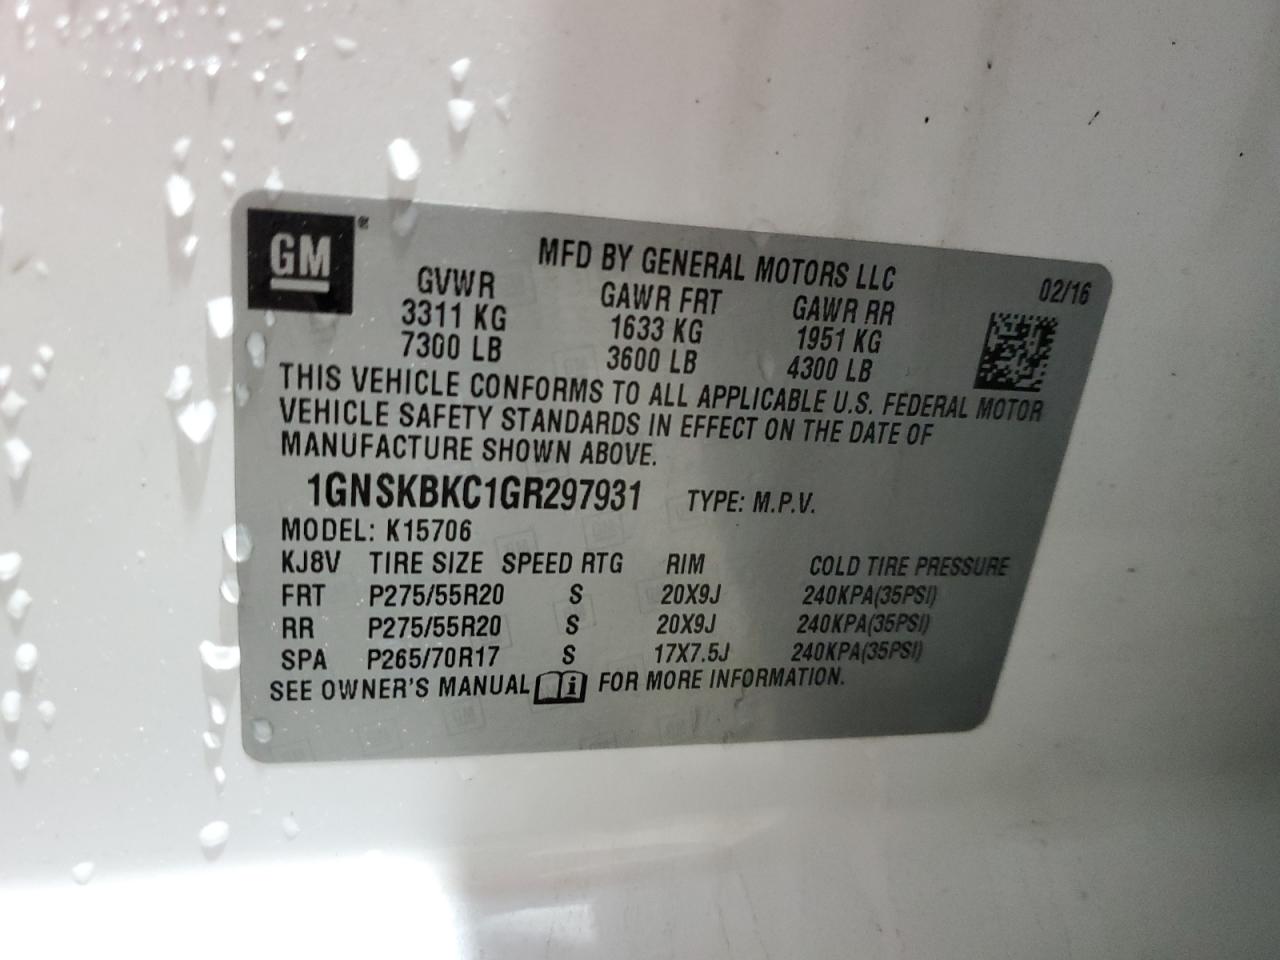 GM®
MFD BY GENERAL MOTORS LLC
02/16
GVWR GAWR FRT GAWR RR
3311 KG 1633 KG 1951 KG
7300 LB 3600 LB 4300 LB
THIS VEHICLE CONFORMS TO ALL APPLICABLE U.S. FEDERAL MOTOR
VEHICLE SAFETY STANDARDS IN EFFECT ON THE DATE OF
MANUFACTURE SHOWN ABOVE.
1GNSKBKC1GR297931 TYPE: M.P.V.
MODEL: K15706
KJ8V TIRE SIZE SPEED RTG RIM COLD TIRE PRESSURE
FRT P275/55R20 S 20X9J 240KPA(35PSI)
RR P275/55R20 S 20X9J 240KPA(35PSI)
SPA P265/70R17 S 17X7.5J 240KPA(35PSI)
SEE OWNER'S MANUAL i FOR MORE INFORMATION.